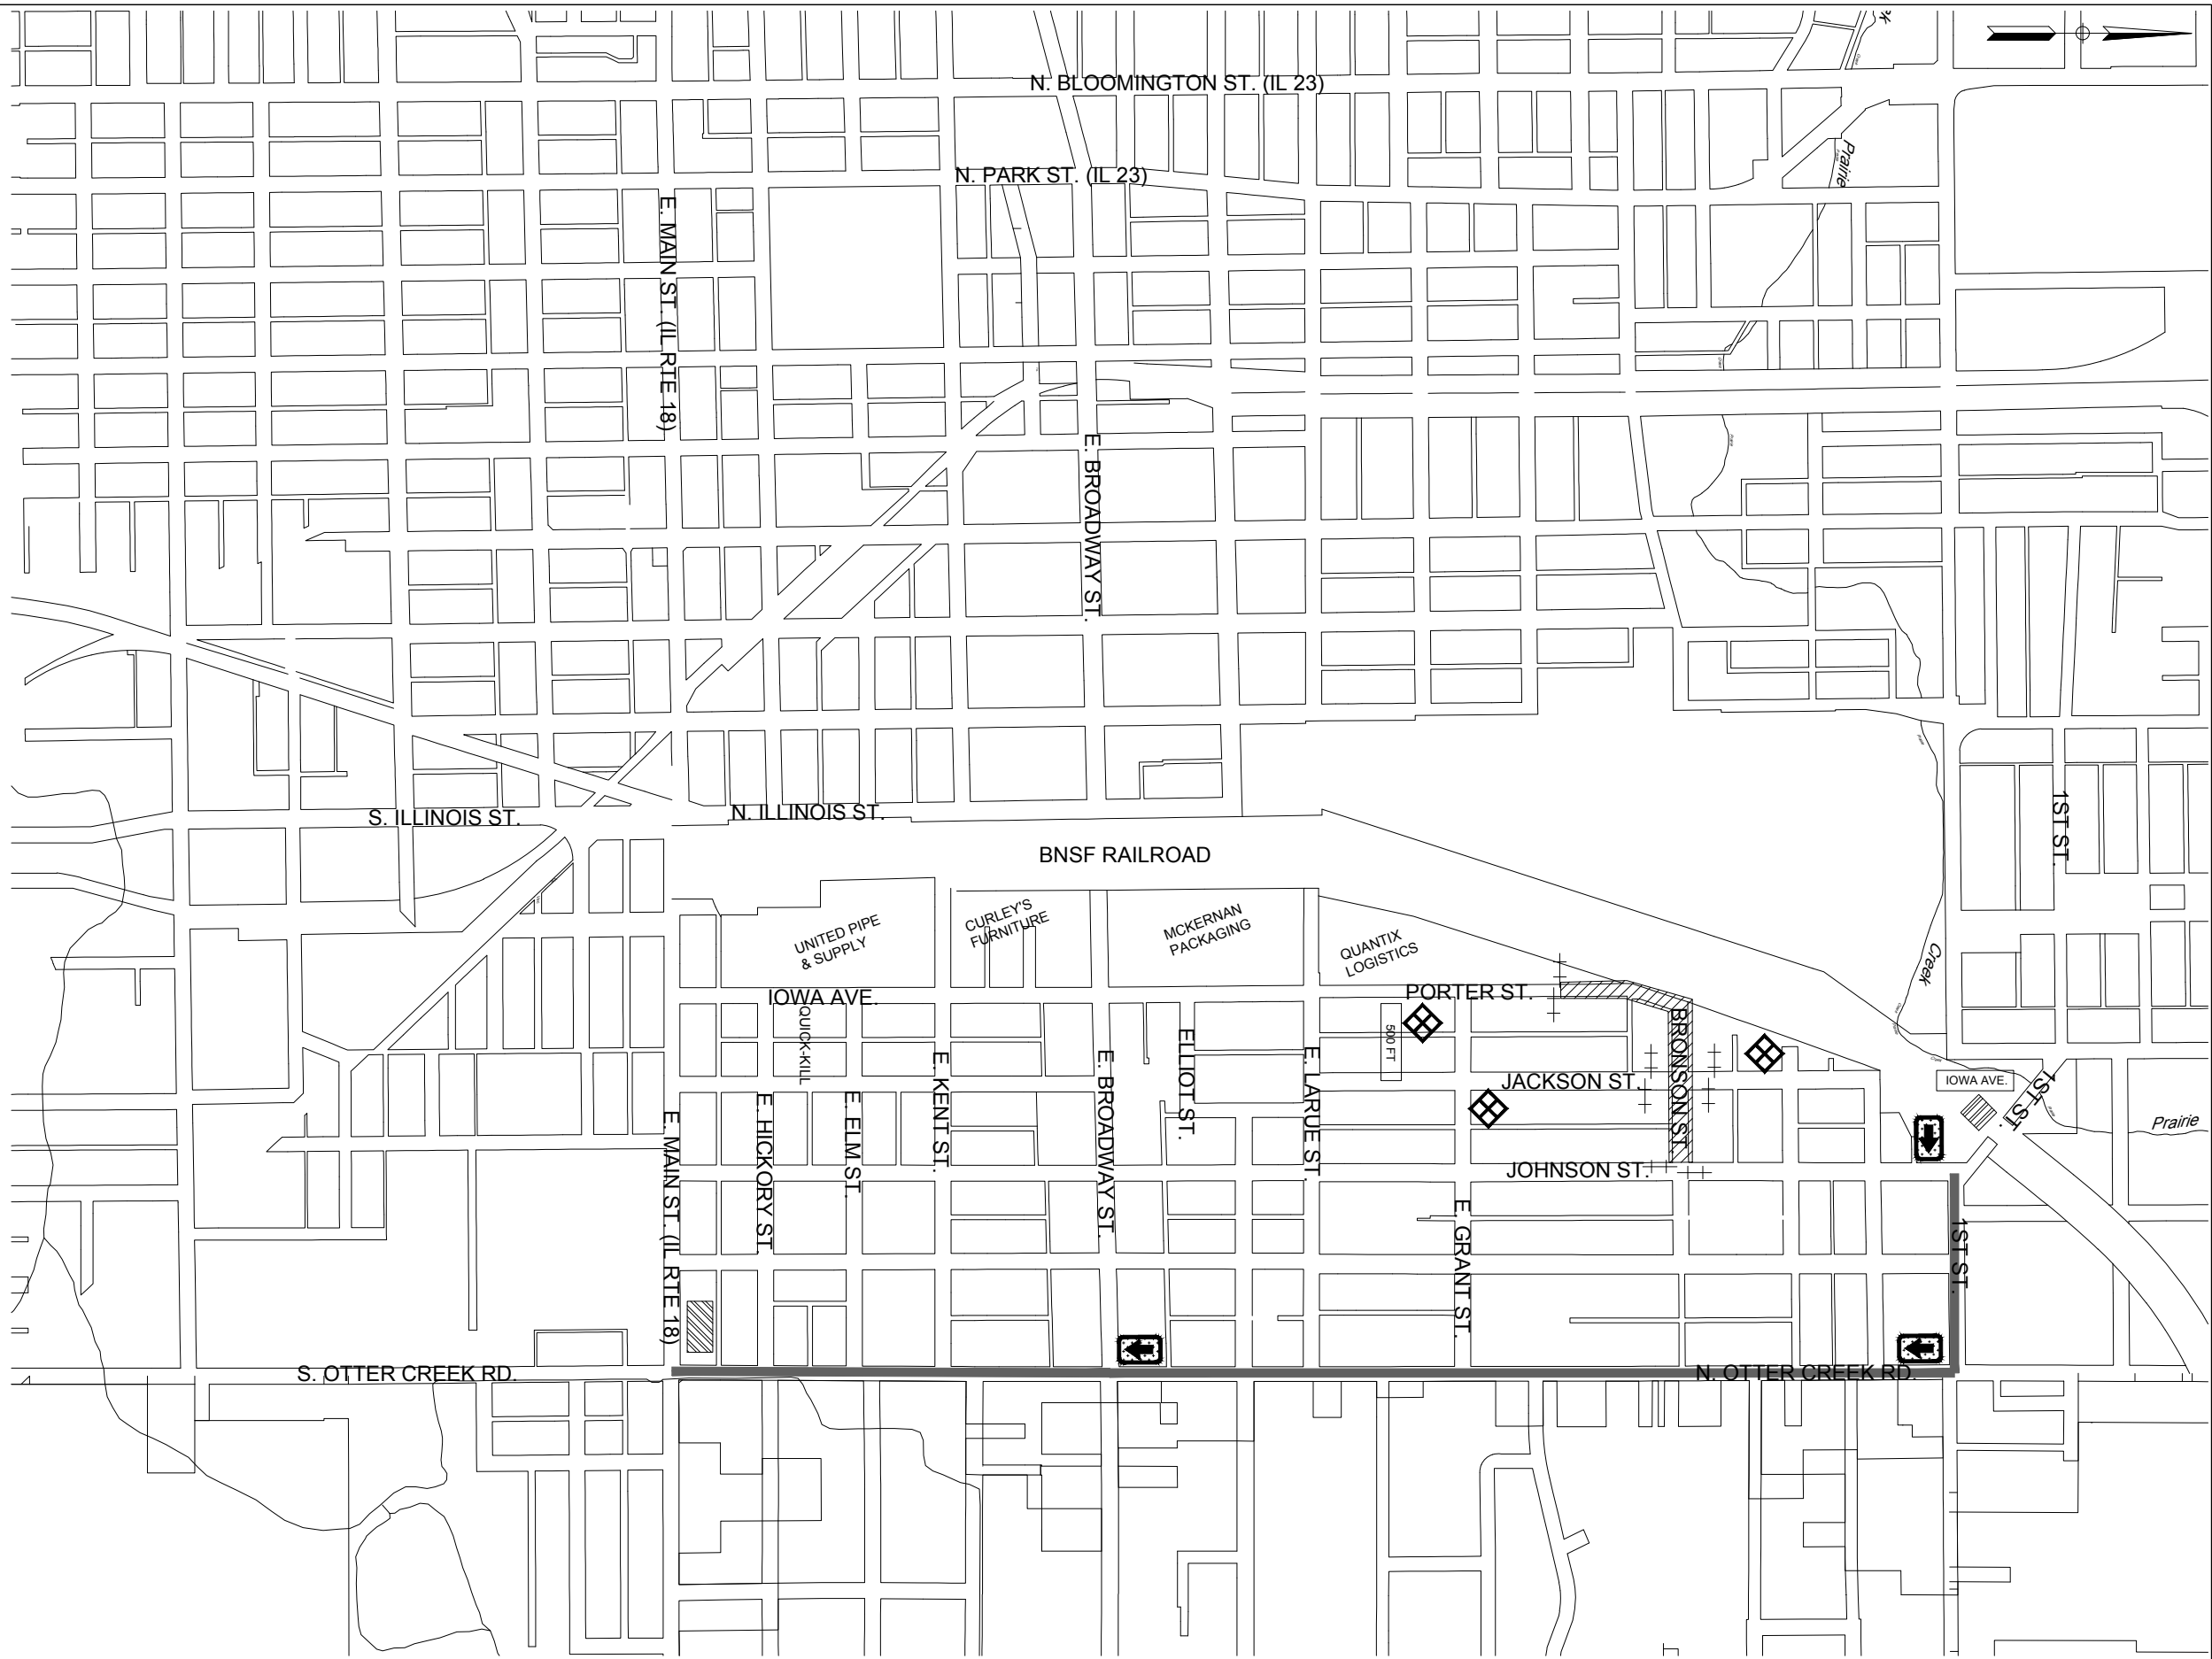 N. BLOOMINGTON ST. (IL 23)
N. PARK ST. (IL 23)
Prairie
E. MAIN ST. (IL RTE 18)
E. BROADWAY ST.
S. ILLINOIS ST.
N. ILLINOIS ST.
1ST ST.
BNSF RAILROAD
UNITED PIPE
& SUPPLY
CURLEY'S
FURNITURE
MCKERNAN
PACKAGING
QUANTIX
LOGISTICS
Creek
IOWA AVE.
PORTER ST.
QUICK-KILL
500 FT
BRONSON ST.
E. KENT ST.
E. BROADWAY ST.
ELLIOT ST.
E. LARUE ST.
JACKSON ST.
IOWA AVE.
1ST ST.
Prairie
E. MAIN ST. (IL RTE 18)
E. HICKORY ST.
E. ELM ST.
JOHNSON ST.
E. GRANT ST.
1ST ST.
S. OTTER CREEK RD.
N. OTTER CREEK RD.